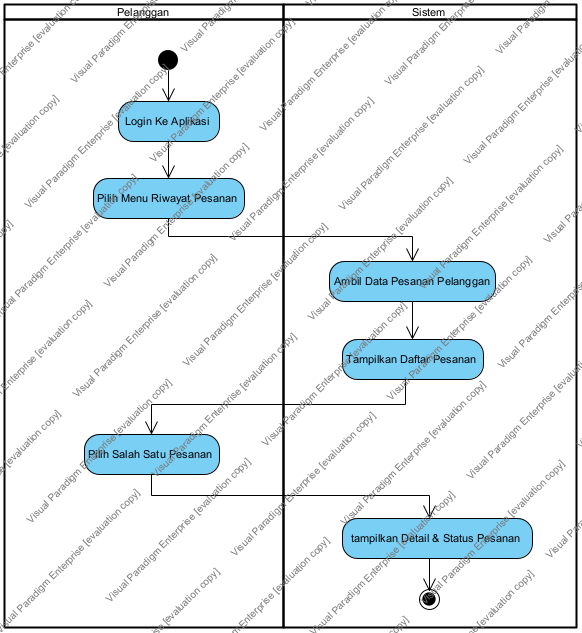 Pelanggan
Sistem
Login Ke Aplikasi
Pilih Menu Riwayat Pesanan
Ambil Data Pesanan Pelanggan
Tampilkan Daftar Pesanan
Pilih Salah Satu Pesanan
tampilkan Detail & Status Pesanan
Visual Paradigm Enterprise [evaluation copy]